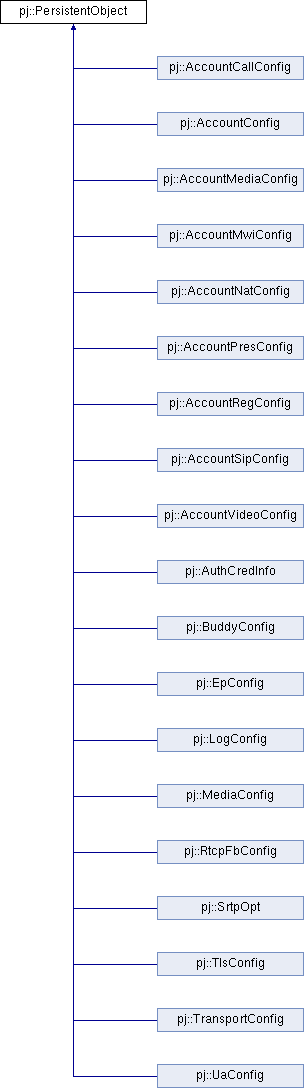 pj::PersistentObject
pj::AccountCallConfig
pj::AccountConfig
pj::AccountMediaConfig
pj::AccountMwiConfig
pj::AccountNatConfig
pj::AccountPresConfig
pj::AccountRegConfig
pj::AccountSipConfig
pj::AccountVideoConfig
pj::AuthCredInfo
pj::BuddyConfig
pj::EpConfig
pj::LogConfig
pj::MediaConfig
pj::RtcpFbConfig
pj::SrtpOpt
pj::TlsConfig
pj::TransportConfig
pj::UaConfig